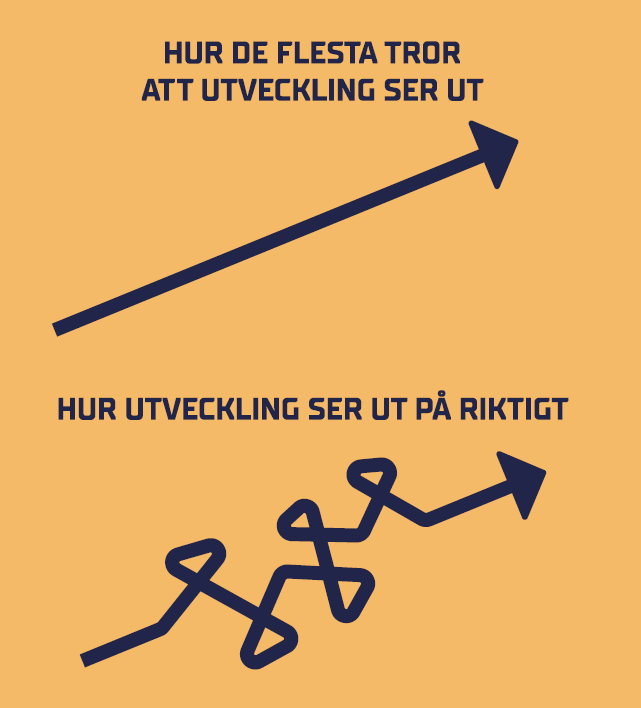 HUR DE FLESTA TROR
ATT UTVECKLING SER UT
HUR UTVECKLING SER UT PÅ RIKTIGT